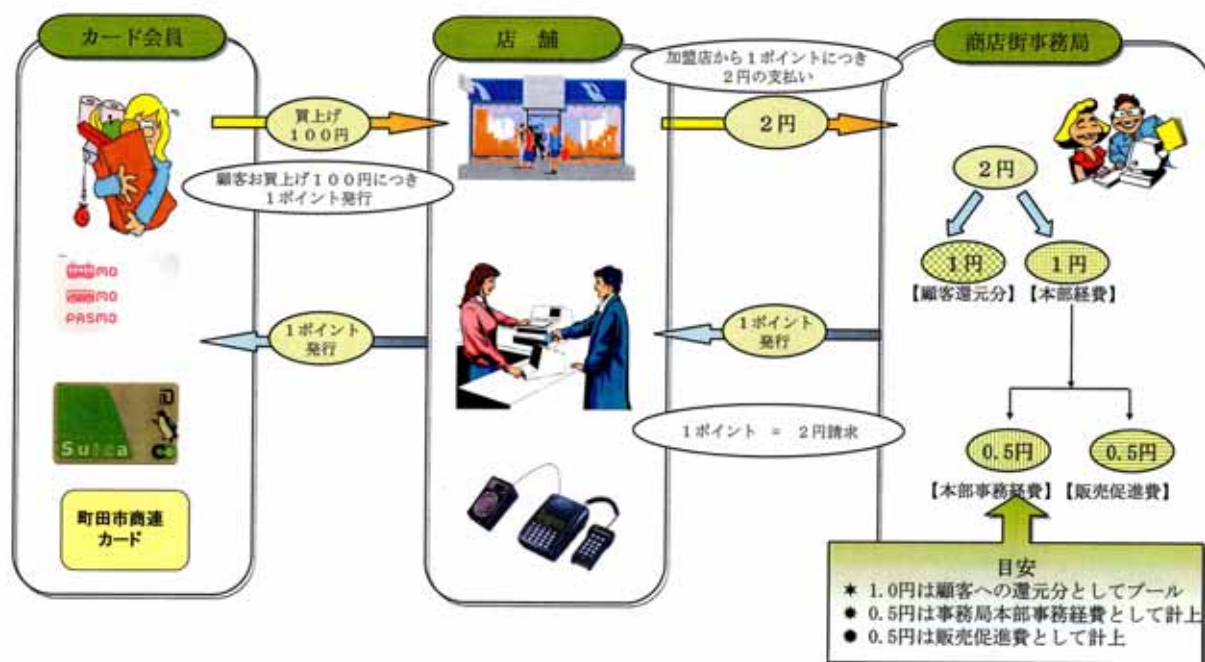 カード会員
店 舗
商店街事務局
加盟店から1ポイントにつき
2円の支払い
買上げ
100円
2円
顧客お買上げ100円につき
1ポイント発行
2円
1円
1円
【顧客還元分】
【本部経費】
PASMO
1ポイント
発行
1ポイント
発行
Suica
1ポイント = 2円請求
0.5円
0.5円
【本部事務経費】
【販売促進費】
町田市商連
カード
目安
✶ 1.0円は顧客への還元分としてプール
✸ 0.5円は事務局本部事務経費として計上
● 0.5円は販売促進費として計上